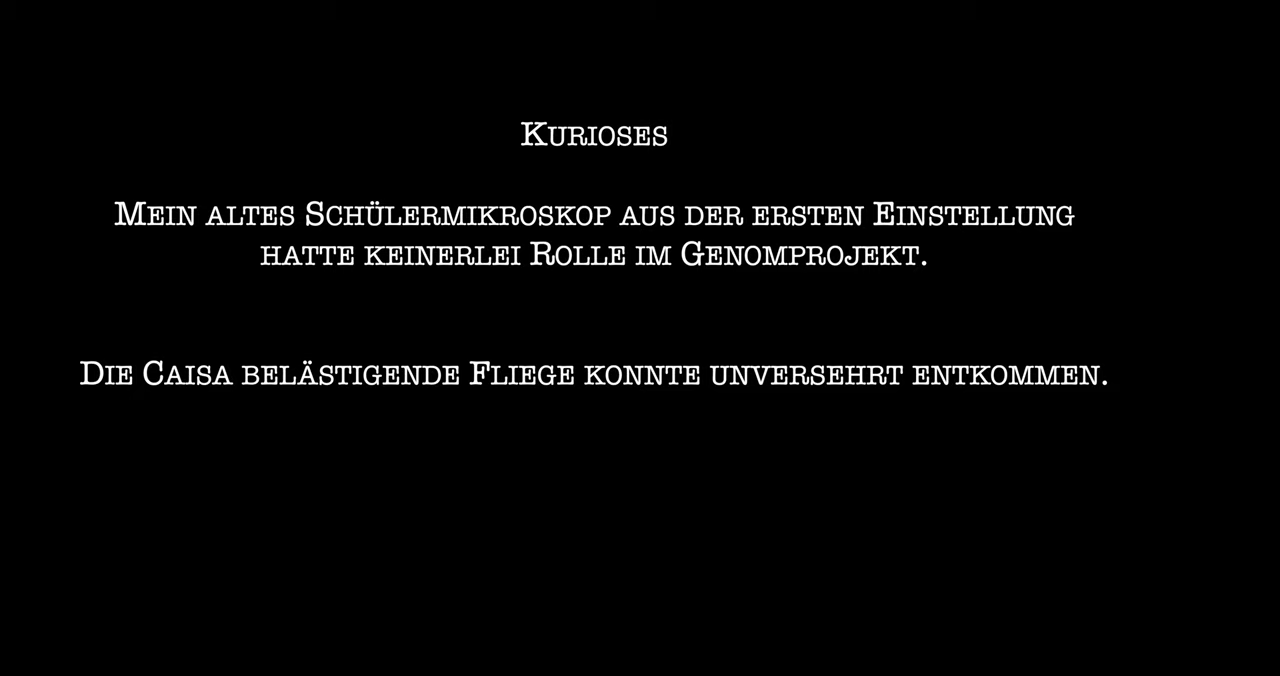 Kurioses
Mein altes Schülermikroskop aus der ersten Einstellung
hatte keinerlei Rolle im Genomprojekt.
Die Caisa belästigende Fliege konnte unversehrt entkommen.